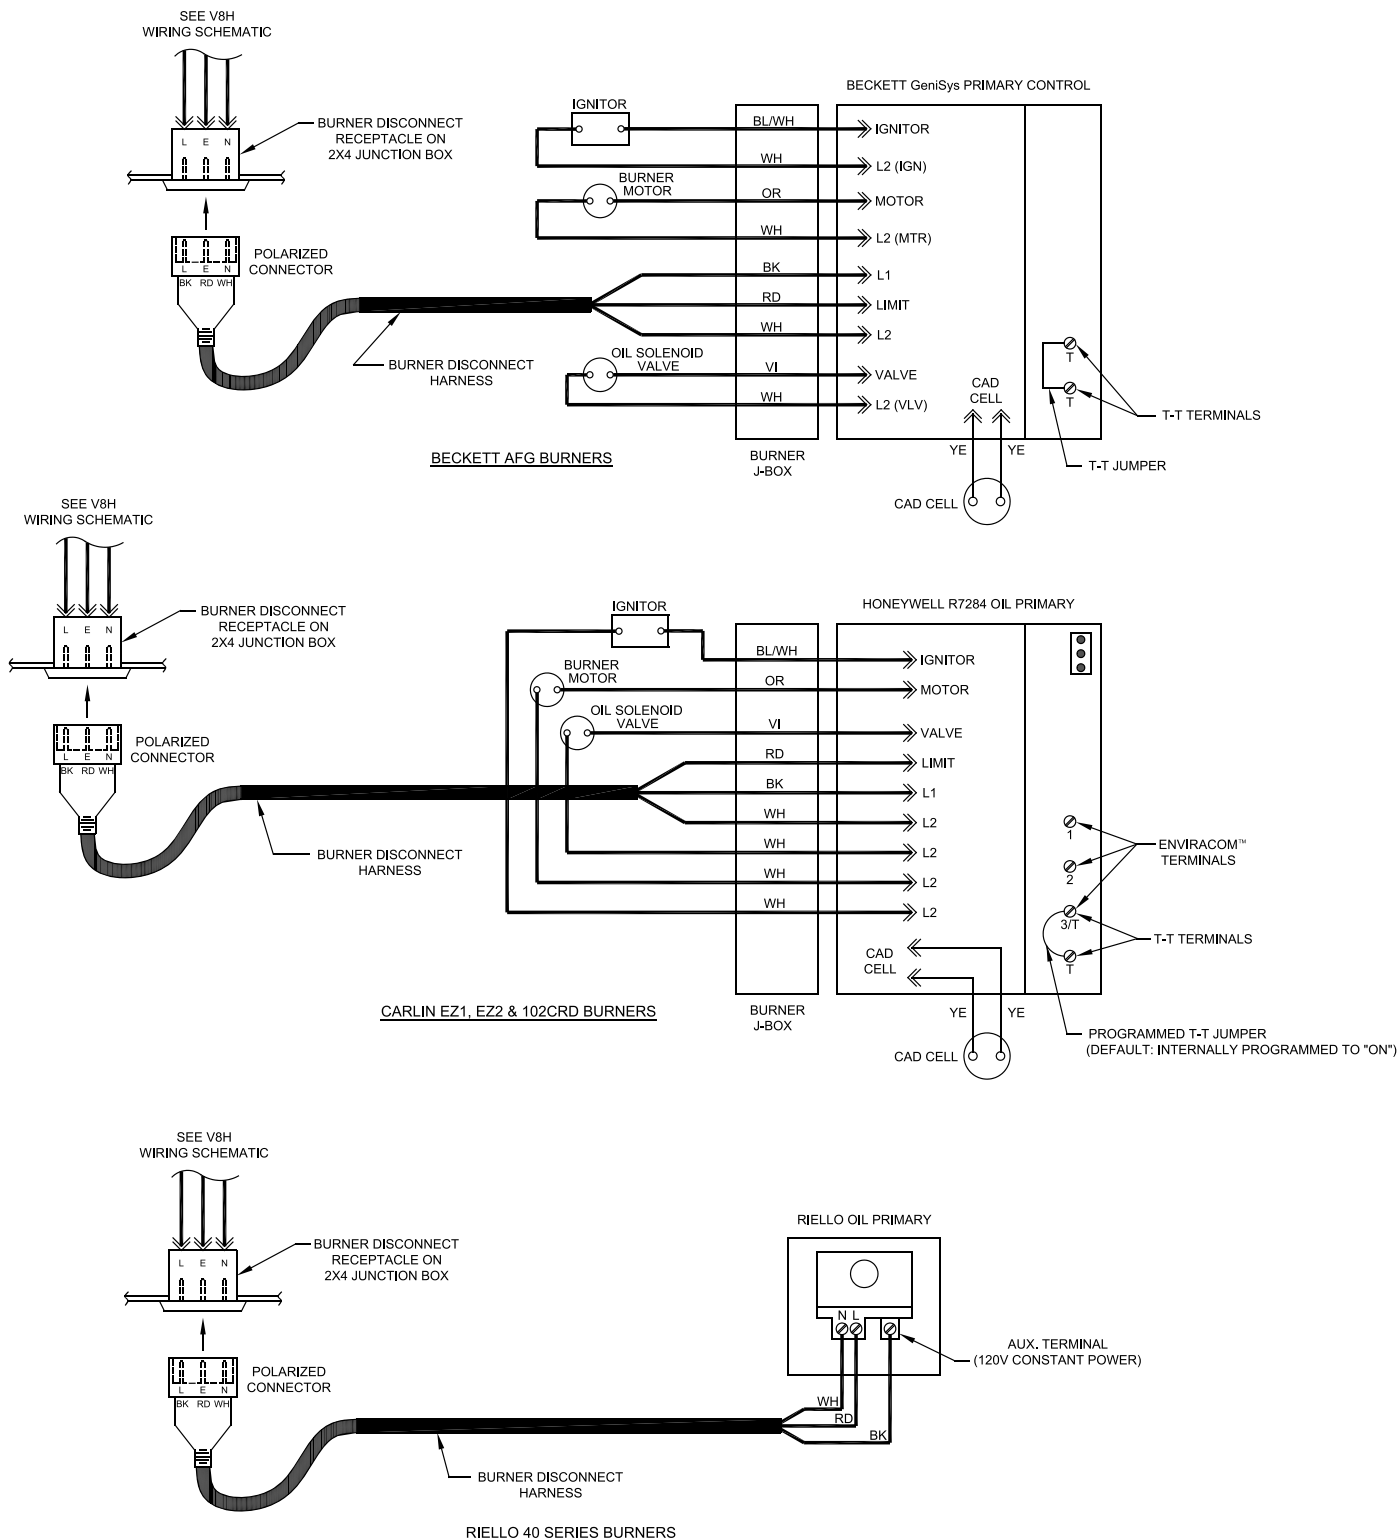 SEE V8H
WIRING SCHEMATIC
L E N
BURNER DISCONNECT
RECEPTACLE ON
2X4 JUNCTION BOX
POLARIZED
CONNECTOR
L E N
BK RD WH
BURNER DISCONNECT
HARNESS
BECKETT GeniSys PRIMARY CONTROL
IGNITOR
BL/WH
IGNITOR
WH
L2 (IGN)
BURNER
MOTOR
OR
MOTOR
WH
L2 (MTR)
BK
L1
RD
LIMIT
WH
L2
OIL SOLENOID
VALVE
VI
VALVE
WH
L2 (VLV)
CAD
CELL
T
T
T-T TERMINALS
T-T JUMPER
YE
YE
CAD CELL
BURNER
J-BOX
BECKETT AFG BURNERS
SEE V8H
WIRING SCHEMATIC
L E N
BURNER DISCONNECT
RECEPTACLE ON
2X4 JUNCTION BOX
POLARIZED
CONNECTOR
L E N
BK RD WH
BURNER DISCONNECT
HARNESS
HONEYWELL R7284 OIL PRIMARY
IGNITOR
BL/WH
IGNITOR
BURNER
MOTOR
OR
MOTOR
OIL SOLENOID
VALVE
VI
VALVE
RD
LIMIT
BK
L1
WH
L2
WH
L2
WH
L2
WH
L2
1
2
3/T
T
ENVIRACOM™
TERMINALS
T-T TERMINALS
CAD
CELL
YE
YE
CAD CELL
PROGRAMMED T-T JUMPER
(DEFAULT: INTERNALLY PROGRAMMED TO "ON")
BURNER
J-BOX
CARLIN EZ1, EZ2 & 102CRD BURNERS
SEE V8H
WIRING SCHEMATIC
L E N
BURNER DISCONNECT
RECEPTACLE ON
2X4 JUNCTION BOX
POLARIZED
CONNECTOR
L E N
BK RD WH
BURNER DISCONNECT
HARNESS
RIELLO OIL PRIMARY
N L
AUX. TERMINAL
(120V CONSTANT POWER)
WH
RD
BK
RIELLO 40 SERIES BURNERS